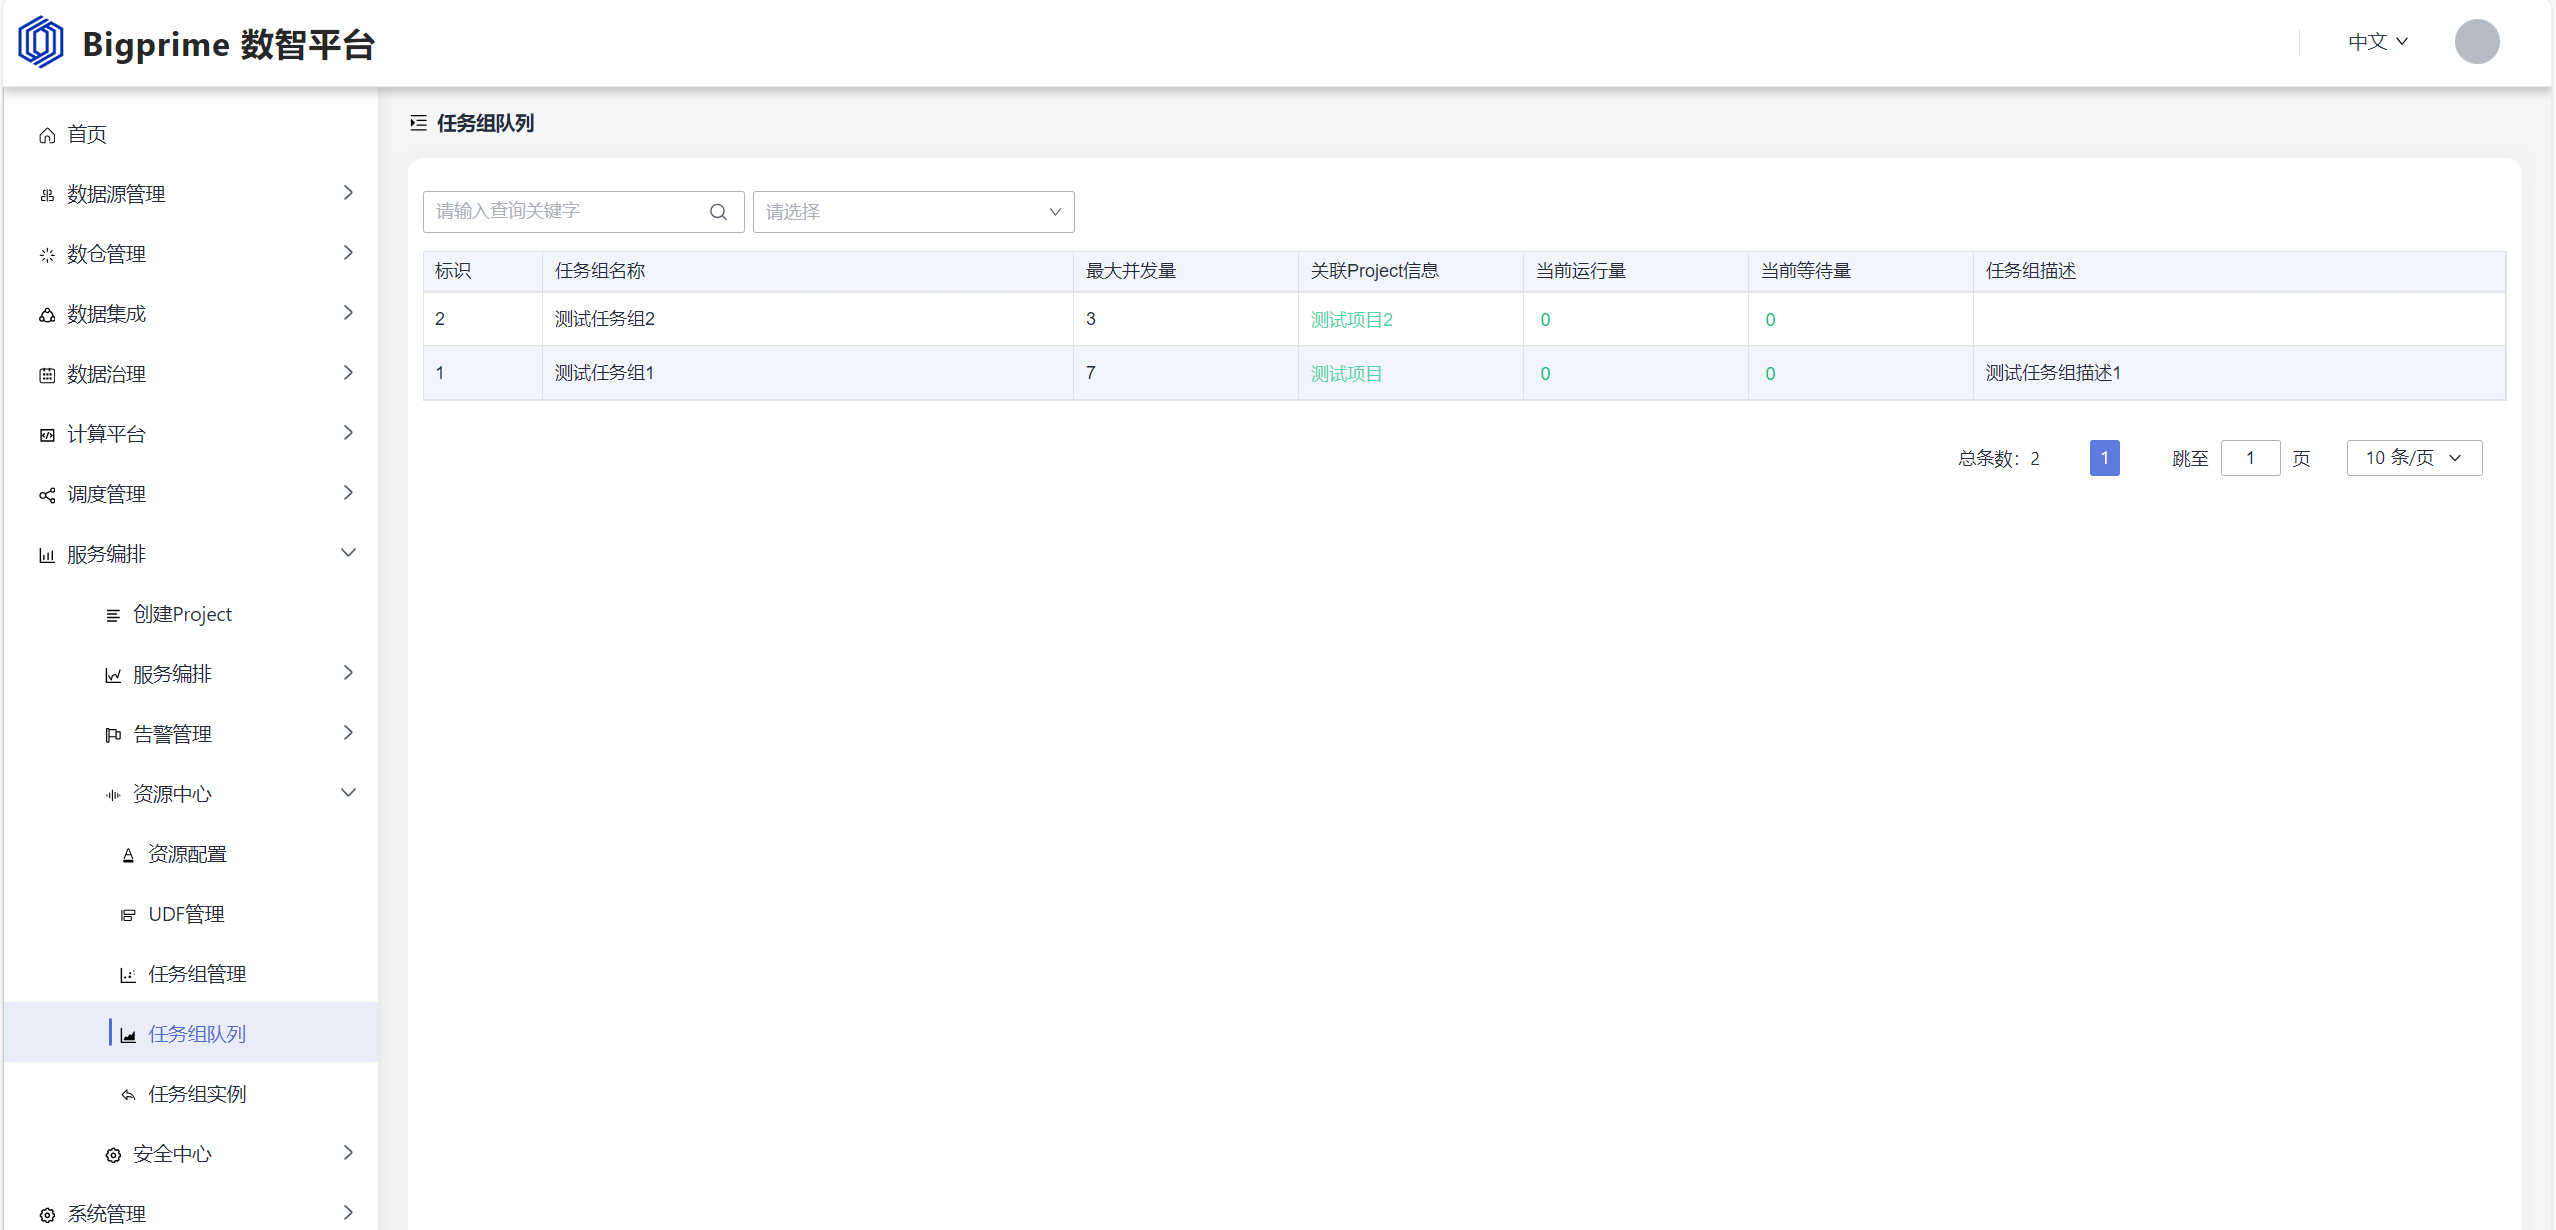 Bigprime 数智平台
中文
首页
数据源管理
数仓管理
数据集成
数据治理
计算平台
调度管理
服务编排
创建Project
服务编排
告警管理
资源中心
资源配置
UDF管理
任务组管理
任务组队列
任务组实例
安全中心
系统管理
任务组队列
请输入查询关键字 请选择
标识 任务组名称 最大并发量 关联Project信息 当前运行量 当前等待量 任务组描述
2 测试任务组2 3 测试项目2 0 0
1 测试任务组1 7 测试项目 0 0 测试任务组描述1
总条数：2 1 跳至 1 页 10 条/页